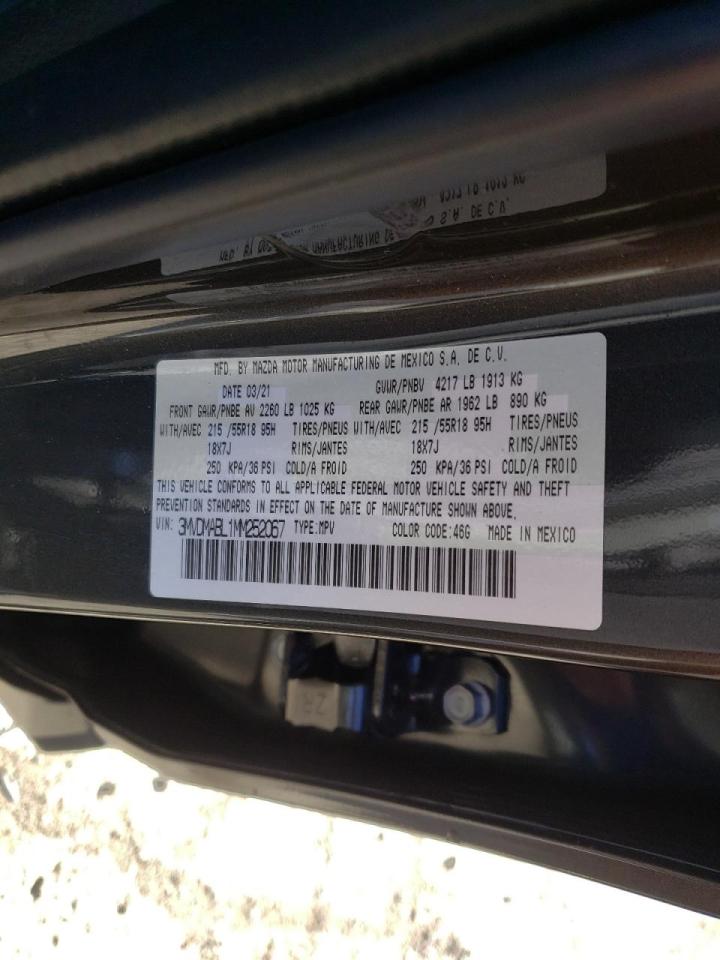 MFD. BY MAZDA MOTOR MANUFACTURING DE MEXICO S.A. DE C.V.
DATE 03/21 GVWR/PNBV 4217 LB 1913 KG
FRONT GAWR/PNBE AV 2260 LB 1025 KG REAR GAWR/PNBE AR 1962 LB 890 KG
WITH/AVEC 215 /55R18 95H TIRES/PNEUS WITH/AVEC 215 /55R18 95H TIRES/PNEUS
18X7J RIMS/JANTES 18X7J RIMS/JANTES
250 KPA/36 PSI COLD/A FROID 250 KPA/36 PSI COLD/A FROID
THIS VEHICLE CONFORMS TO ALL APPLICABLE FEDERAL MOTOR VEHICLE SAFETY AND THEFT
PREVENTION STANDARDS IN EFFECT ON THE DATE OF MANUFACTURE SHOWN ABOVE.
VIN: 3MVDMABL1MM252067 TYPE:MPV COLOR CODE:46G MADE IN MEXICO